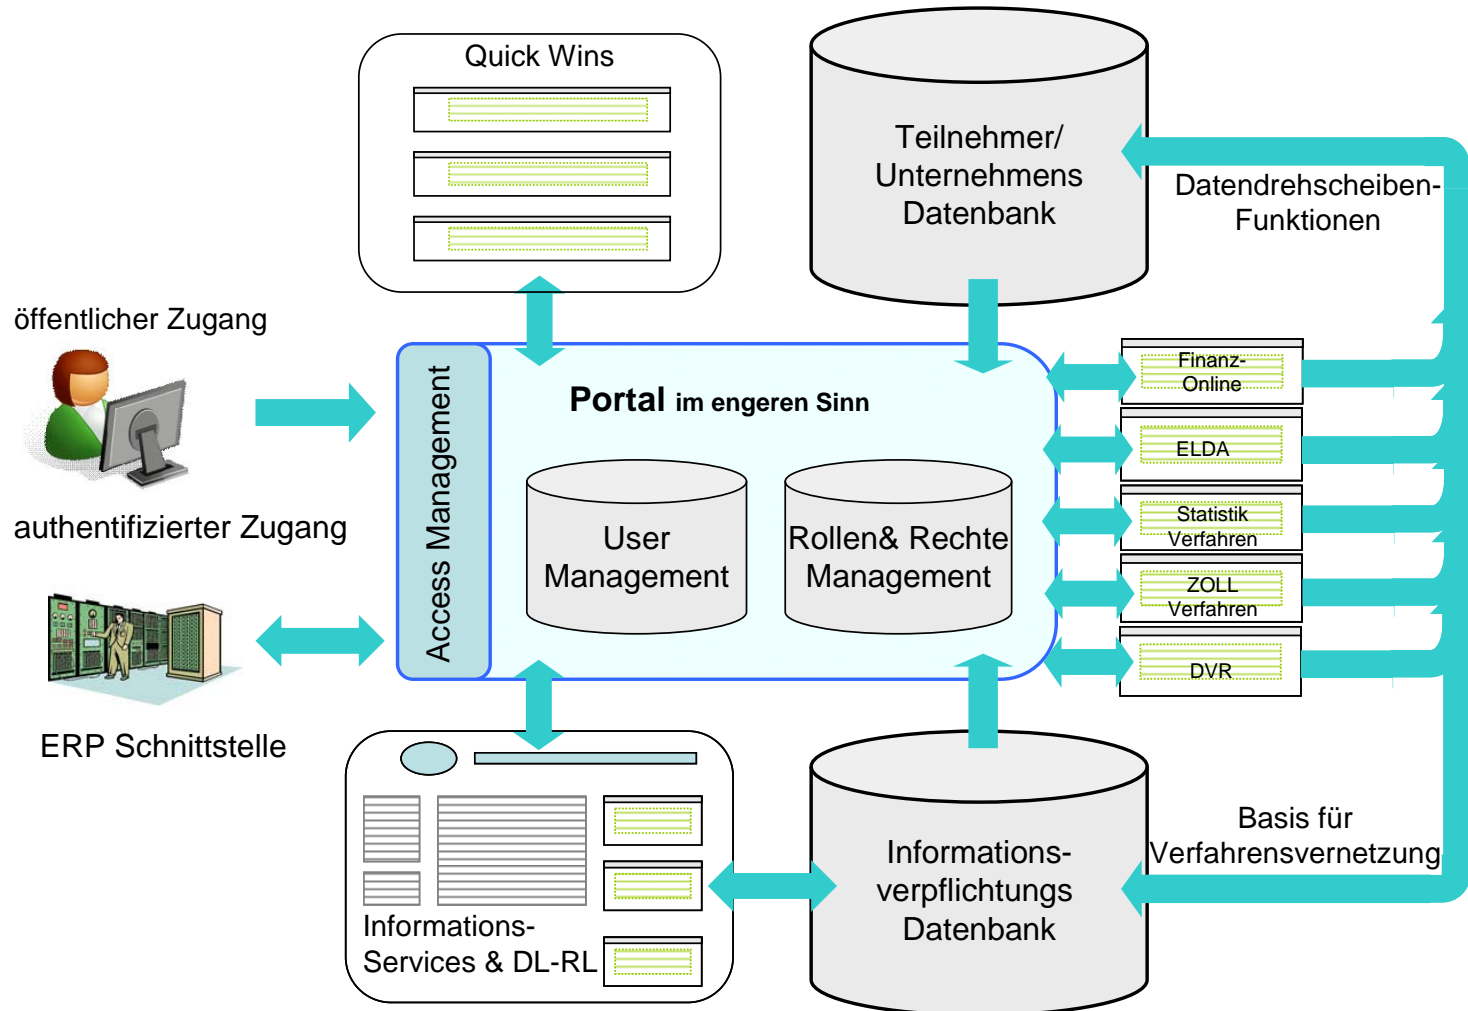 Quick Wins
Teilnehmer/
Unternehmens
Datenbank
Datendrehscheiben-
Funktionen
öffentlicher Zugang
authentifizierter Zugang
ERP Schnittstelle
Access Management
Portal im engeren Sinn
User
Management
Rollen& Rechte
Management
Finanz-
Online
ELDA
Statistik
Verfahren
ZOLL
Verfahren
DVR
Informations-
Services & DL-RL
Informations-
verpflichtungs
Datenbank
Basis für
Verfahrensvernetzung